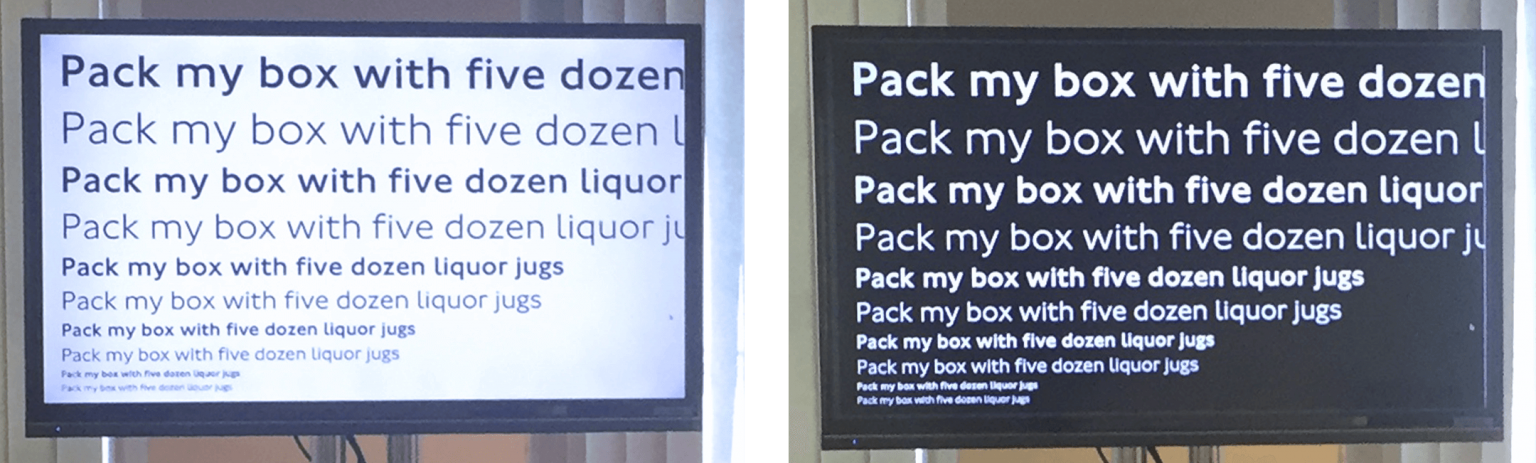 Pack my box with five dozen
Pack my box with five dozen l
Pack my box with five dozen liquor
Pack my box with five dozen liquor ju
Pack my box with five dozen liquor jugs
Pack my box with five dozen liquor jugs
Pack my box with five dozen liquor jugs
Pack my box with five dozen liquor jugs
Pack my box with five dozen liquor jugs
Pack my box with five dozen liquor jugs
Pack my box with five dozen
Pack my box with five dozen l
Pack my box with five dozen liquor
Pack my box with five dozen liquor ju
Pack my box with five dozen liquor jugs
Pack my box with five dozen liquor jugs
Pack my box with five dozen liquor jugs
Pack my box with five dozen liquor jugs
Pack my box with five dozen liquor jugs
Pack my box with five dozen liquor jugs